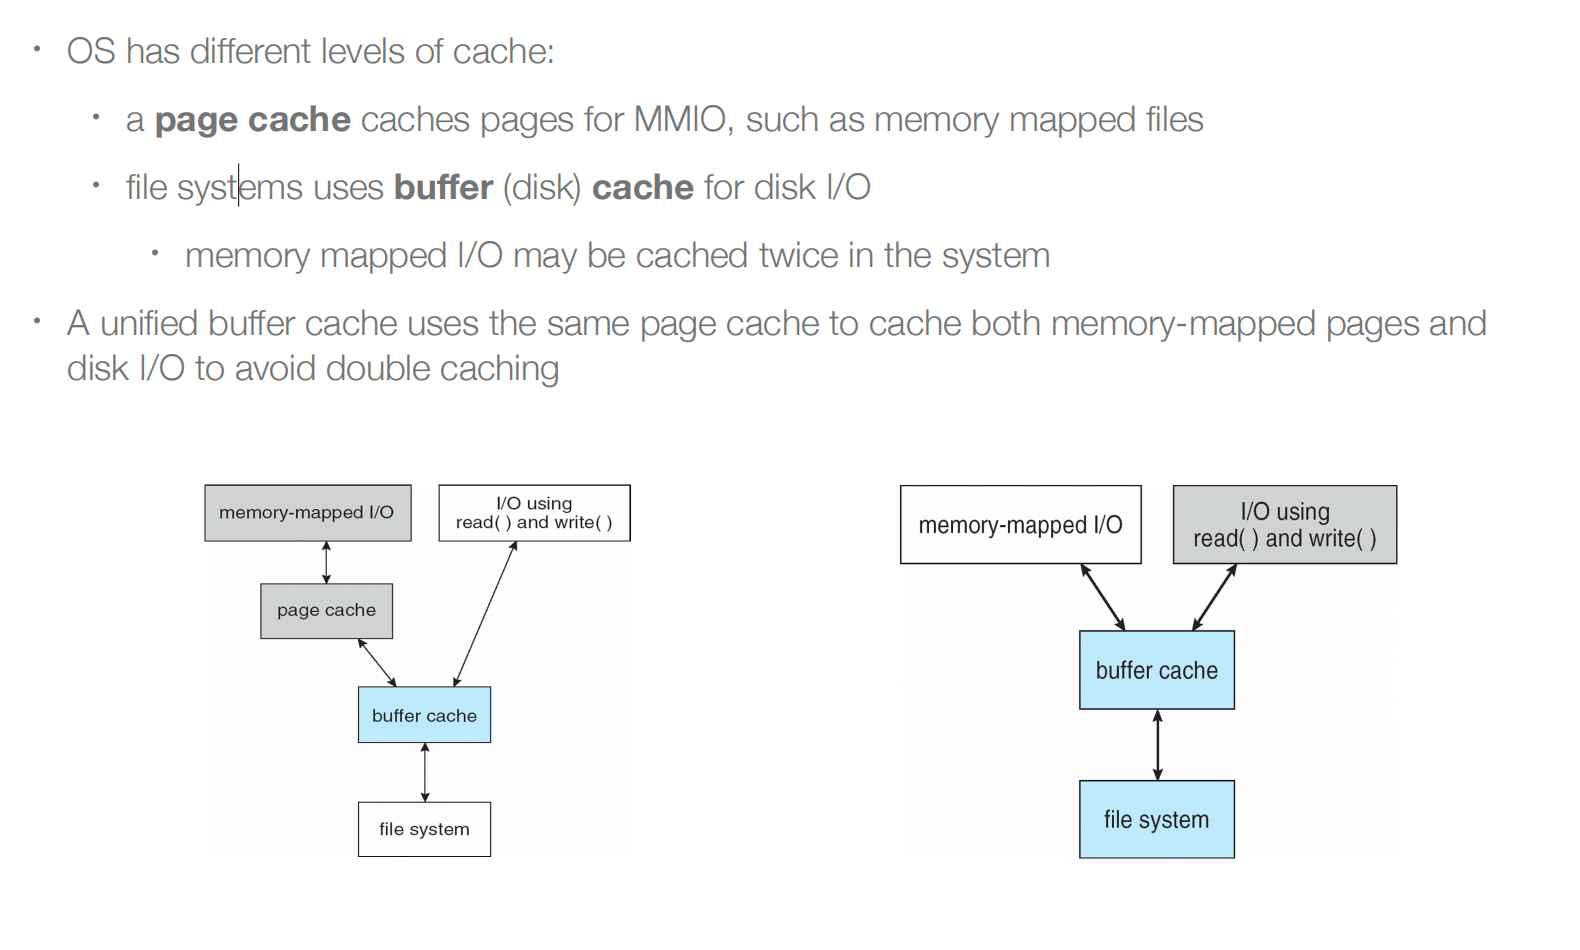 • OS has different levels of cache:
• a page cache caches pages for MMIO, such as memory mapped files
• file systems uses buffer (disk) cache for disk I/O
• memory mapped I/O may be cached twice in the system
• A unified buffer cache uses the same page cache to cache both memory-mapped pages and
disk I/O to avoid double caching
memory-mapped I/O
I/O using
read( ) and write( )
page cache
buffer cache
file system
memory-mapped I/O
I/O using
read( ) and write( )
buffer cache
file system